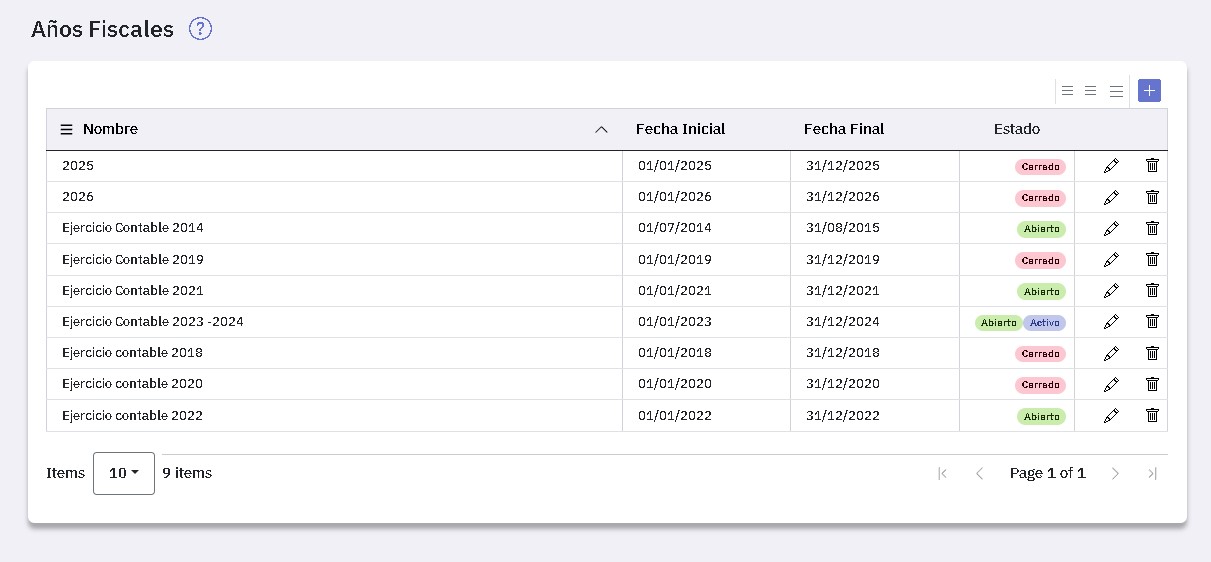 Años Fiscales ?
Nombre Fecha Inicial Fecha Final Estado
2025 01/01/2025 31/12/2025 Cerrado
2026 01/01/2026 31/12/2026 Cerrado
Ejercicio Contable 2014 01/07/2014 31/08/2015 Abierto
Ejercicio Contable 2019 01/01/2019 31/12/2019 Cerrado
Ejercicio Contable 2021 01/01/2021 31/12/2021 Abierto
Ejercicio Contable 2023 -2024 01/01/2023 31/12/2024 Abierto Activo
Ejercicio contable 2018 01/01/2018 31/12/2018 Cerrado
Ejercicio contable 2020 01/01/2020 31/12/2020 Cerrado
Ejercicio contable 2022 01/01/2022 31/12/2022 Abierto
Items 10 9 items Page 1 of 1